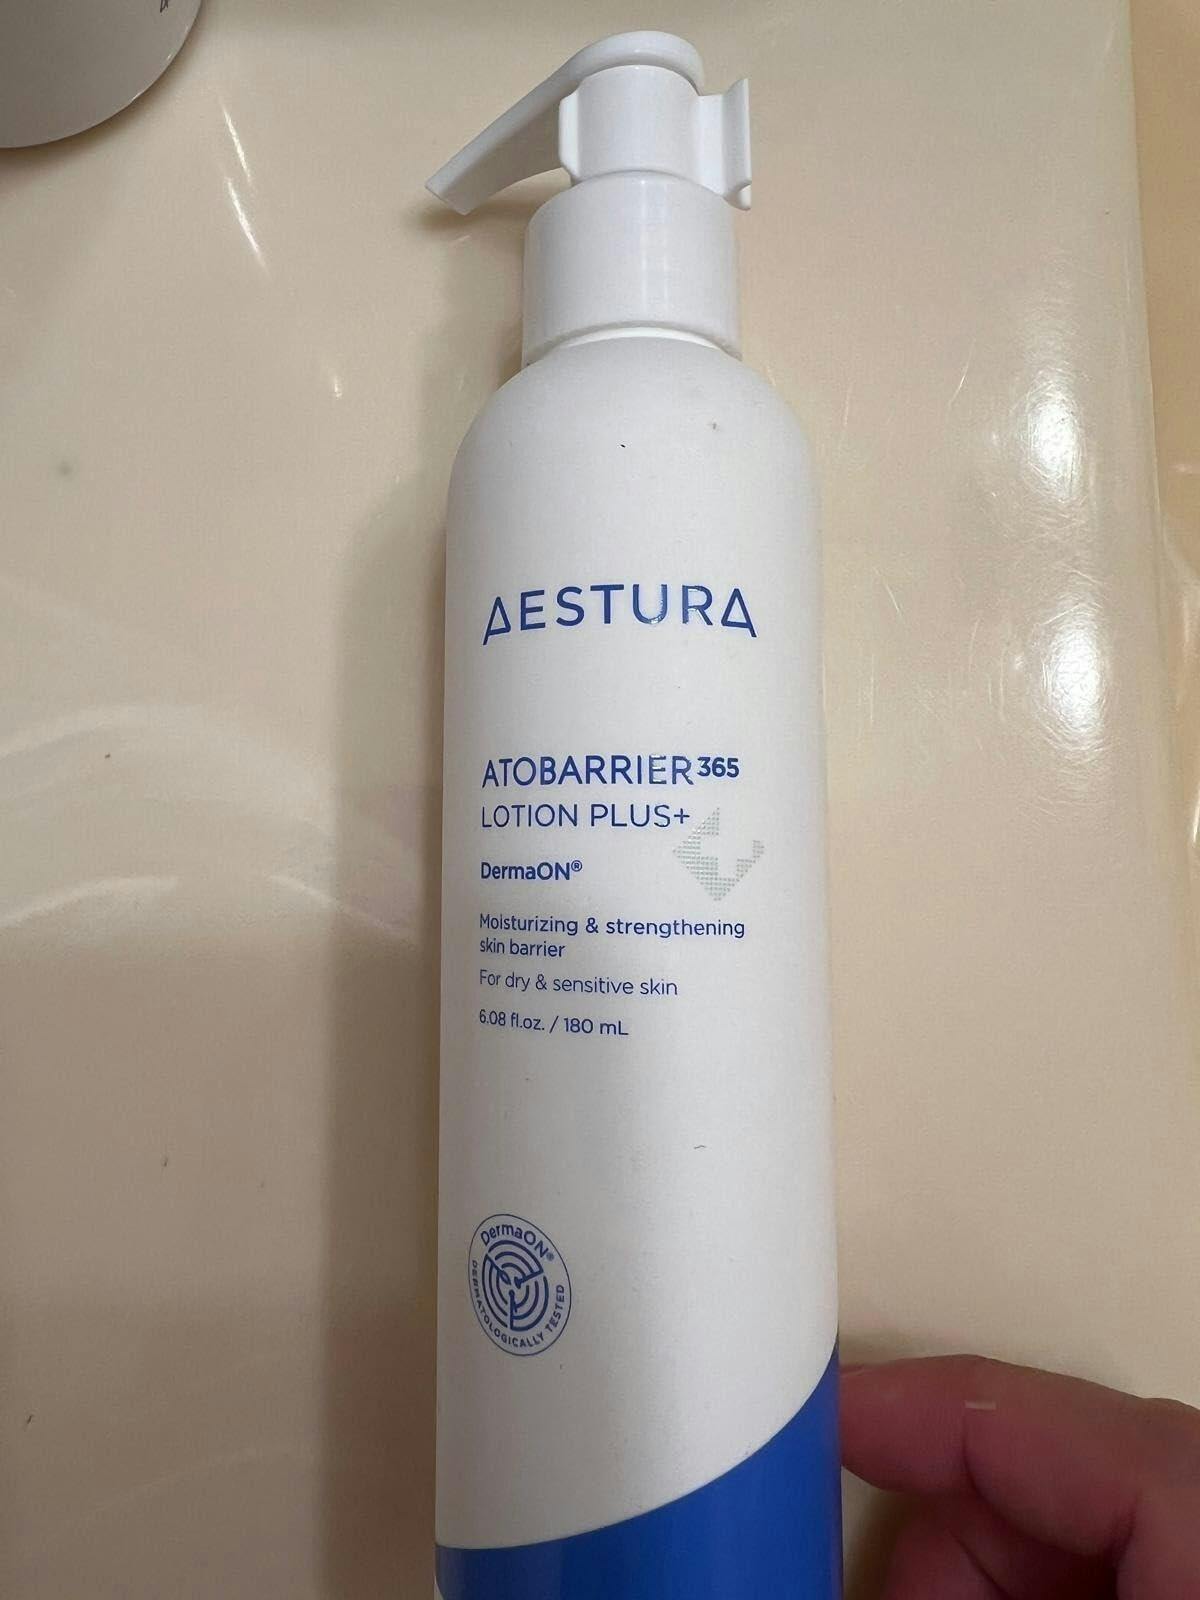 AESTURA
ATOBARRIER365
LOTION PLUS+
DermaON®
Moisturizing & strengthening
skin barrier
For dry & sensitive skin
6.08 fl.oz. / 180 mL
DermaON®
DERMATOLOGICALLY TESTED